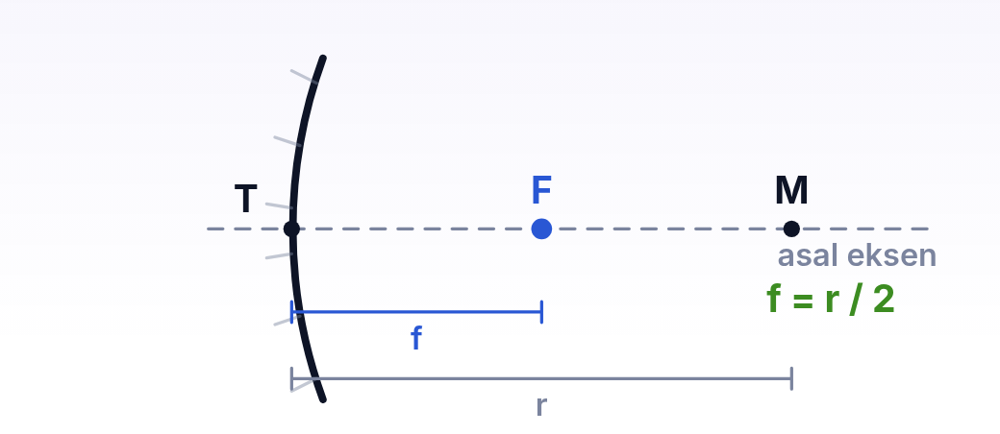 T
F
M
asal eksen
f = r / 2
f
r